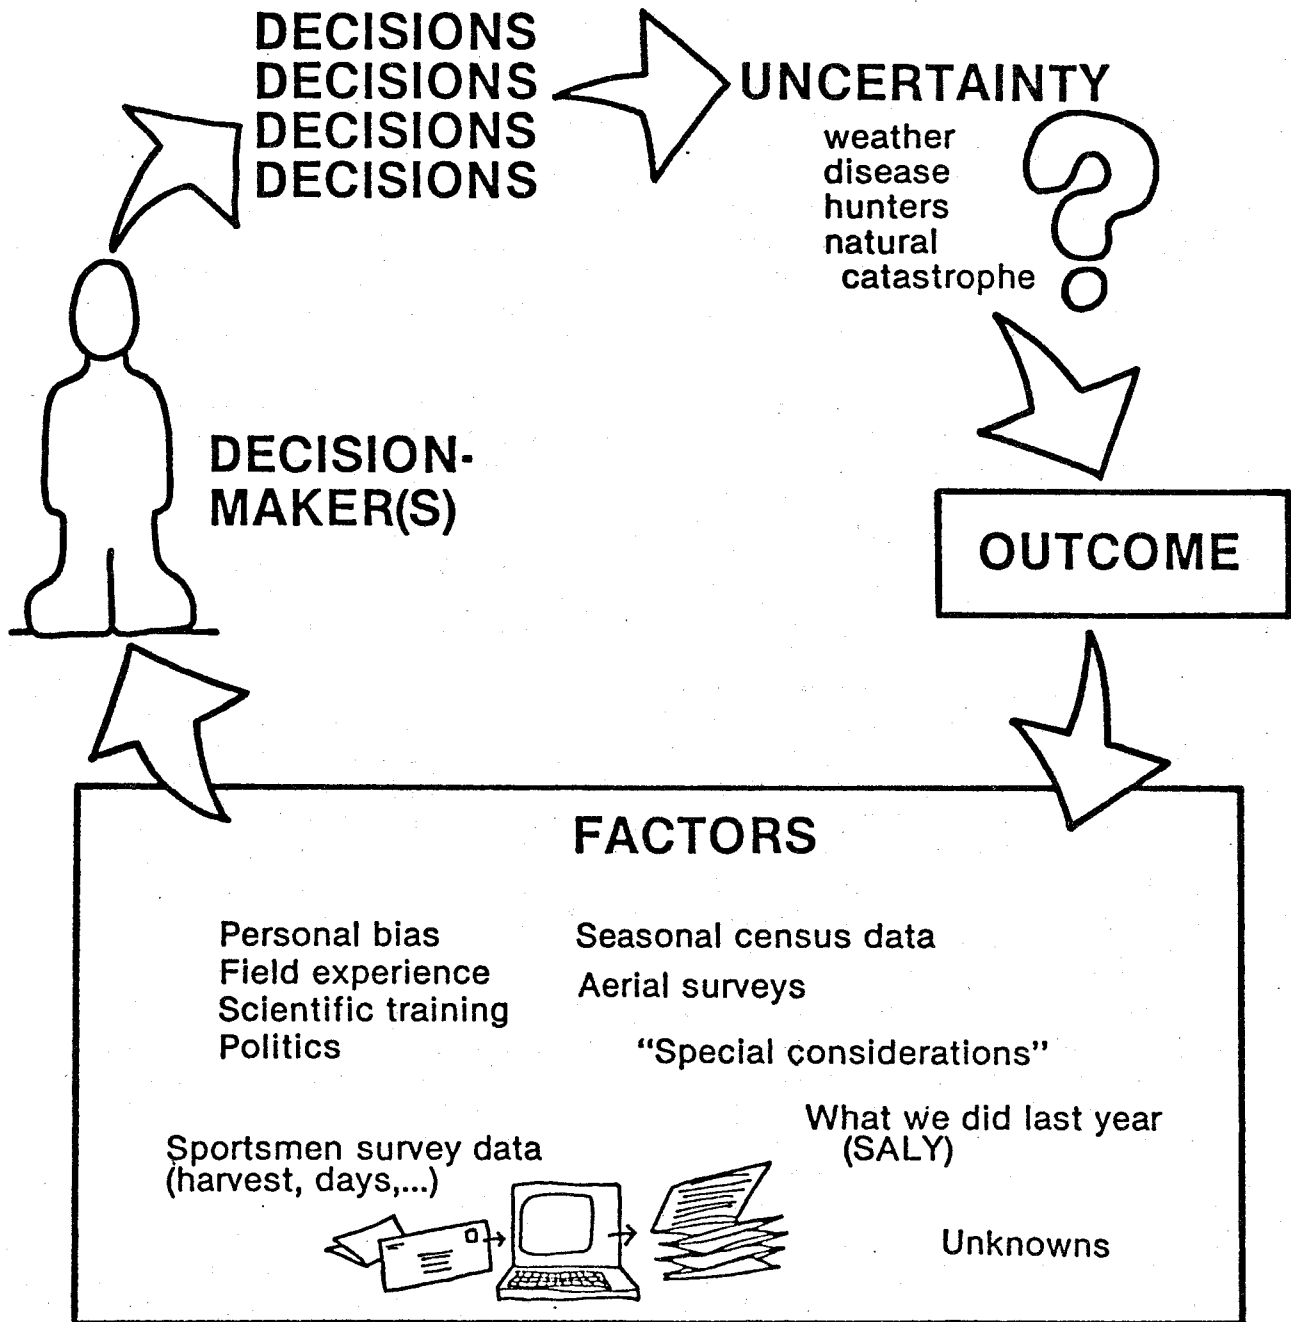 DECISIONS
DECISIONS
DECISIONS
DECISIONS
UNCERTAINTY
weather
disease
hunters
natural
catastrophe
?
DECISION-
MAKER(S)
OUTCOME
FACTORS
Personal bias
Field experience
Scientific training
Politics
Seasonal census data
Aerial surveys
“Special considerations”
What we did last year
(SALY)
Sportsmen survey data
(harvest, days,...)
Unknowns